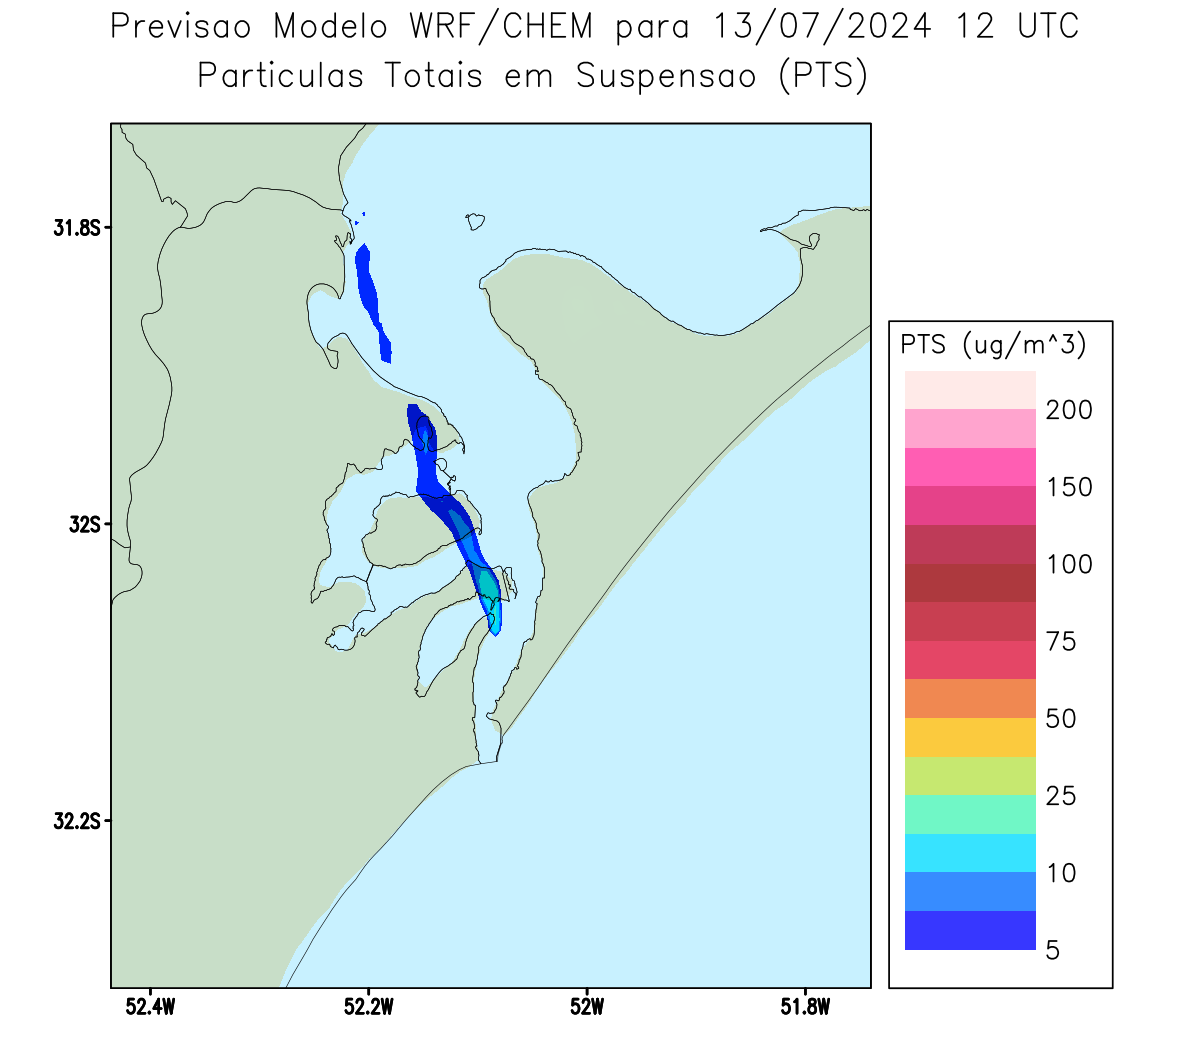 Previsao Modelo WRF/CHEM para 13/07/2024 12 UTC
Particulas Totais em Suspensao (PTS)
31.8S
32S
32.2S
52.4W
52.2W
52W
51.8W
PTS (ug/m^3)
200
150
100
75
50
25
10
5